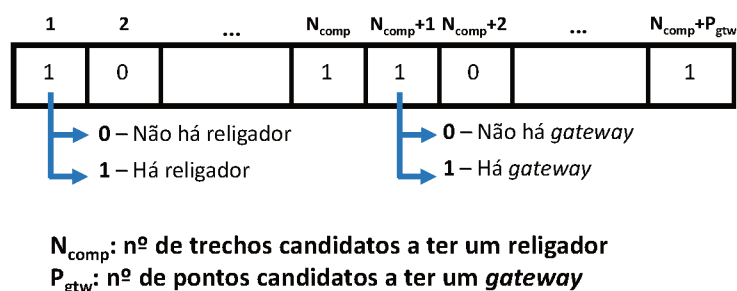 1 2 ... Ncomp Ncomp+1 Ncomp+2 ... Ncomp+Pgtw
1 0 1 1 0 1
0 – Não há religador 0 – Não há gateway
1 – Há religador 1 – Há gateway
Ncomp: nº de trechos candidatos a ter um religador
Pgtw: nº de pontos candidatos a ter um gateway